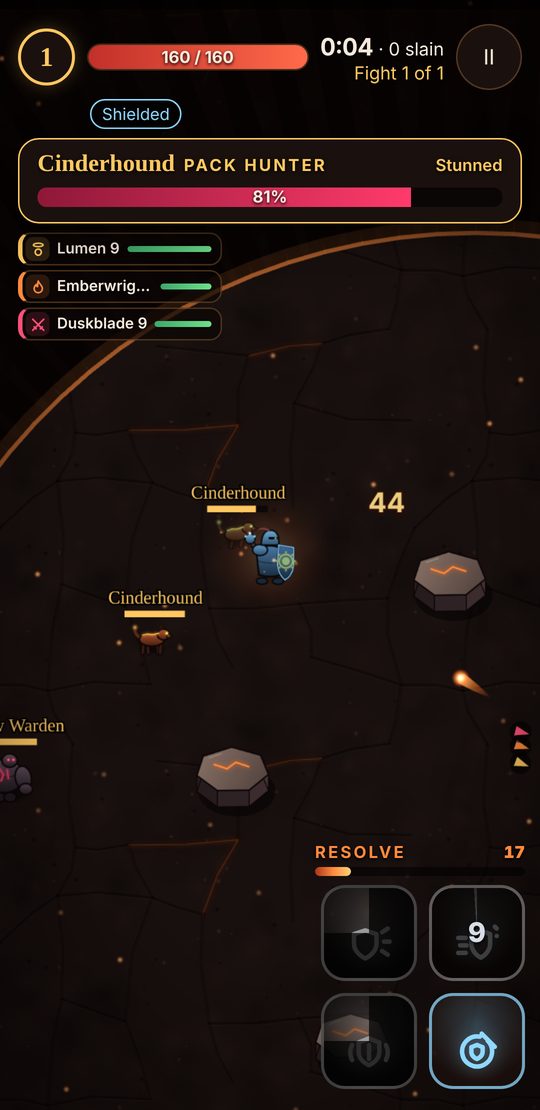 1
160 / 160
0:04 · 0 slain
Fight 1 of 1
Shielded
Cinderhound PACK HUNTER
Stunned
81%
Lumen 9
Emberwrig...
Duskblade 9
Cinderhound
44
Cinderhound
Warden
RESOLVE 17
9